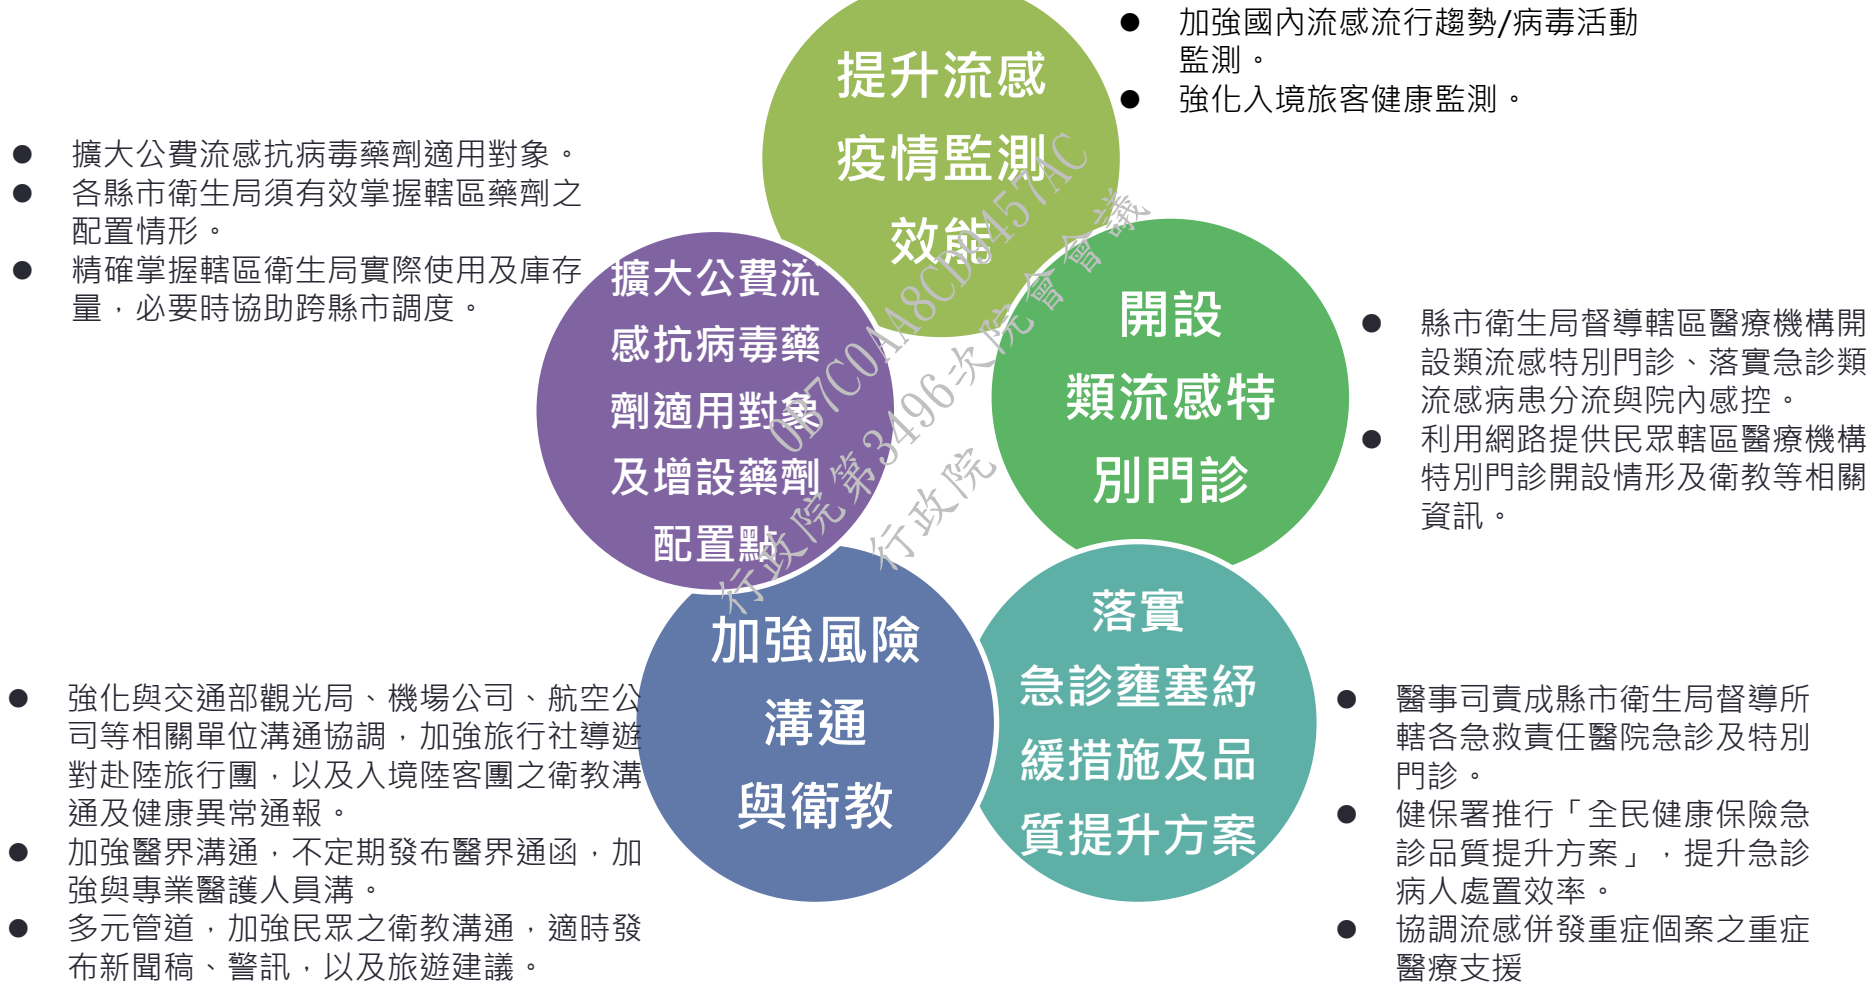 提升流感
疫情監測
效能
● 加強國內流感流行趨勢/病毒活動
監測。
● 強化入境旅客健康監測。
● 擴大公費流感抗病毒藥劑適用對象。
● 各縣市衛生局須有效掌握轄區藥劑之
配置情形。
● 精確掌握轄區衛生局實際使用及庫存
量，必要時協助跨縣市調度。
擴大公費流
感抗病毒藥
劑適用對象
及增設藥劑
配置點
開設
類流感特
別門診
● 縣市衛生局督導轄區醫療機構開
設類流感特別門診、落實急診類
流感病患分流與院內感控。
● 利用網路提供民眾轄區醫療機構
特別門診開設情形及衛教等相關
資訊。
加強風險
溝通
與衛教
● 強化與交通部觀光局、機場公司、航空公
司等相關單位溝通協調，加強旅行社導遊
對赴陸旅行團，以及入境陸客團之衛教溝
通及健康異常通報。
● 加強醫界溝通，不定期發布醫界通函，加
強與專業醫護人員溝。
● 多元管道，加強民眾之衛教溝通，適時發
布新聞稿、警訊，以及旅遊建議。
落實
急診壅塞紓
緩措施及品
質提升方案
● 醫事司責成縣市衛生局督導所
轄各急救責任醫院急診及特別
門診。
● 健保署推行「全民健康保險急
診品質提升方案」，提升急診
病人處置效率。
● 協調流感併發重症個案之重症
醫療支援
0B7C0AA8CD0457AC
行政院第3496次院會會議
行政院